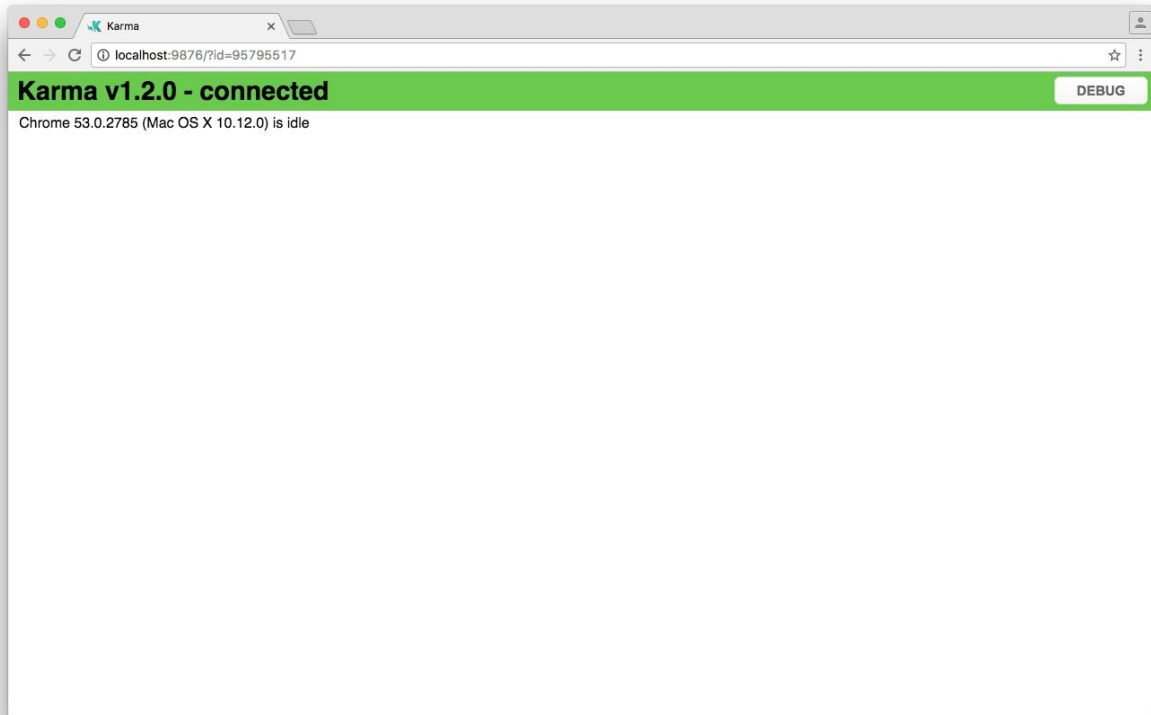 Karma
localhost:9876/?id=95795517
Karma v1.2.0 - connected
DEBUG
Chrome 53.0.2785 (Mac OS X 10.12.0) is idle